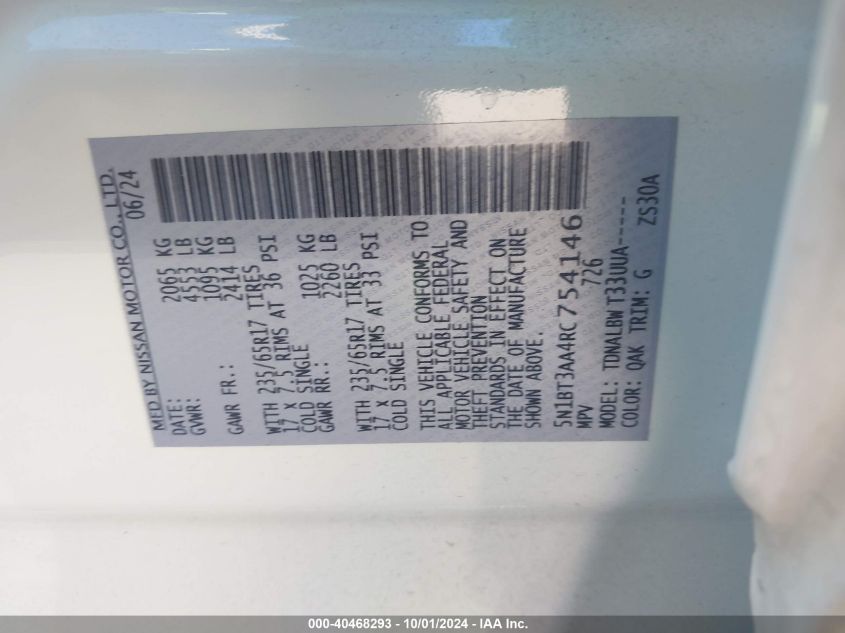 MFD BY NISSAN MOTOR CO., LTD.
DATE: 06/24
GVWR: 2065 KG
4553 LB
1095 KG
GAWR FR.: 2414 LB
WITH 235/65R17 TIRES
17 X 7.5 RIMS AT 36 PSI
COLD SINGLE 1025 KG
GAWR RR.: 2260 LB
WITH 235/65R17 TIRES
17 X 7.5 RIMS AT 33 PSI
COLD SINGLE
THIS VEHICLE CONFORMS TO
ALL APPLICABLE FEDERAL
MOTOR VEHICLE SAFETY AND
THEFT PREVENTION
STANDARDS IN EFFECT ON
THE DATE OF MANUFACTURE
SHOWN ABOVE.
5N1BT3AA4RC754146
MPV 726
MODEL: TDNALBW T33UUA-----
COLOR: QAK TRIM: G ZS30A
000-40468293 - 10/01/2024 - IAA Inc.